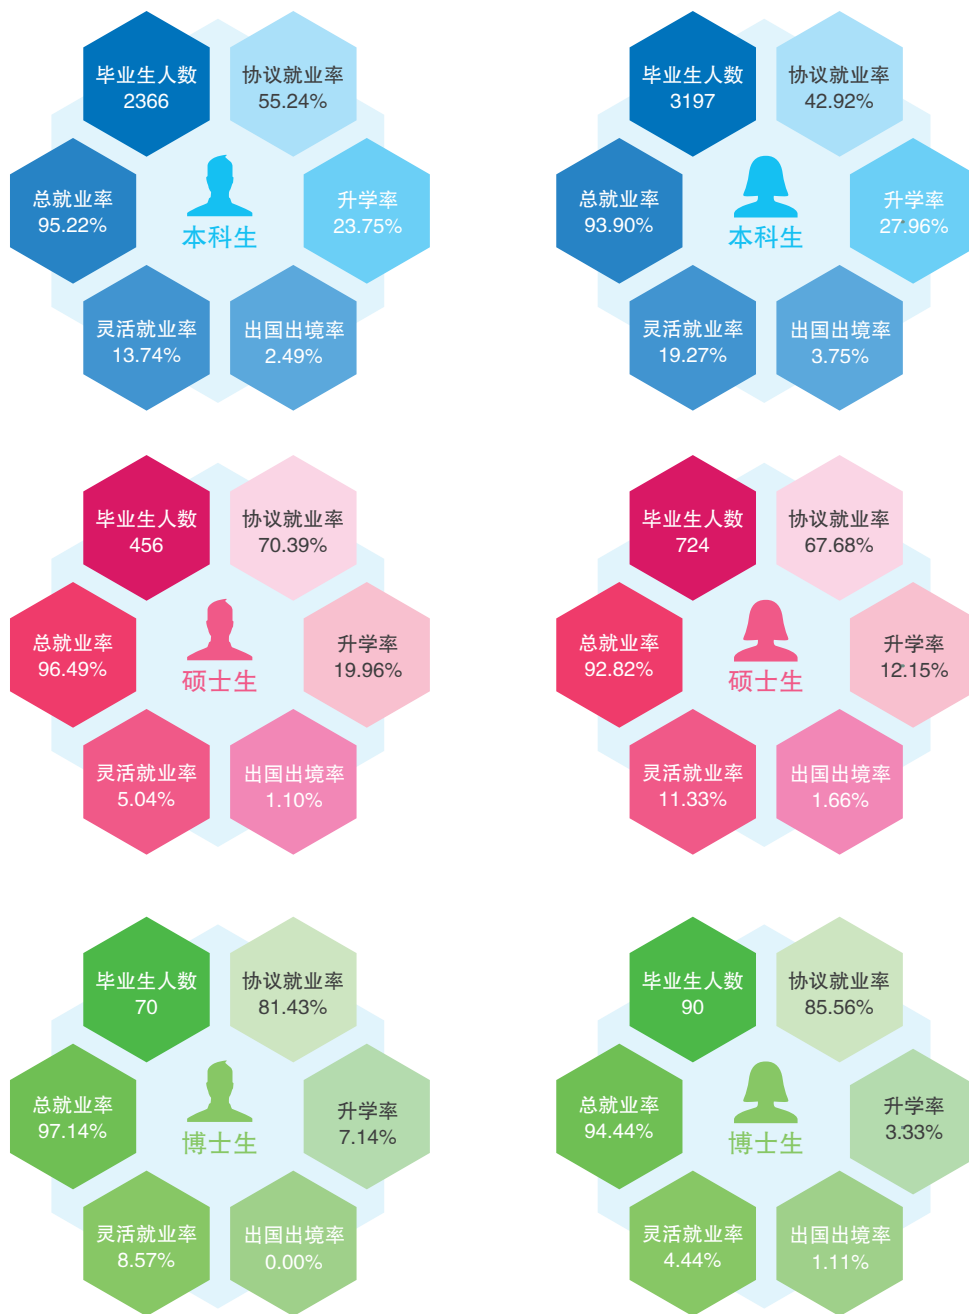 毕业生人数
2366
协议就业率
55.24%
总就业率
95.22%
本科生
升学率
23.75%
灵活就业率
13.74%
出国出境率
2.49%
毕业生人数
3197
协议就业率
42.92%
总就业率
93.90%
本科生
升学率
27.96%
灵活就业率
19.27%
出国出境率
3.75%
毕业生人数
456
协议就业率
70.39%
总就业率
96.49%
硕士生
升学率
19.96%
灵活就业率
5.04%
出国出境率
1.10%
毕业生人数
724
协议就业率
67.68%
总就业率
92.82%
硕士生
升学率
12.15%
灵活就业率
11.33%
出国出境率
1.66%
毕业生人数
70
协议就业率
81.43%
总就业率
97.14%
博士生
升学率
7.14%
灵活就业率
8.57%
出国出境率
0.00%
毕业生人数
90
协议就业率
85.56%
总就业率
94.44%
博士生
升学率
3.33%
灵活就业率
4.44%
出国出境率
1.11%